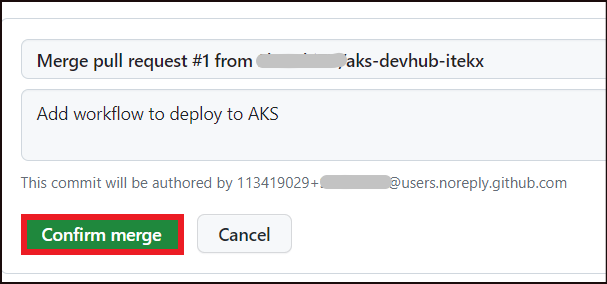 Merge pull request #1 from /aks-devhub-itekx
Add workflow to deploy to AKS
This commit will be authored by 113419029+ @users.noreply.github.com
Confirm merge
Cancel